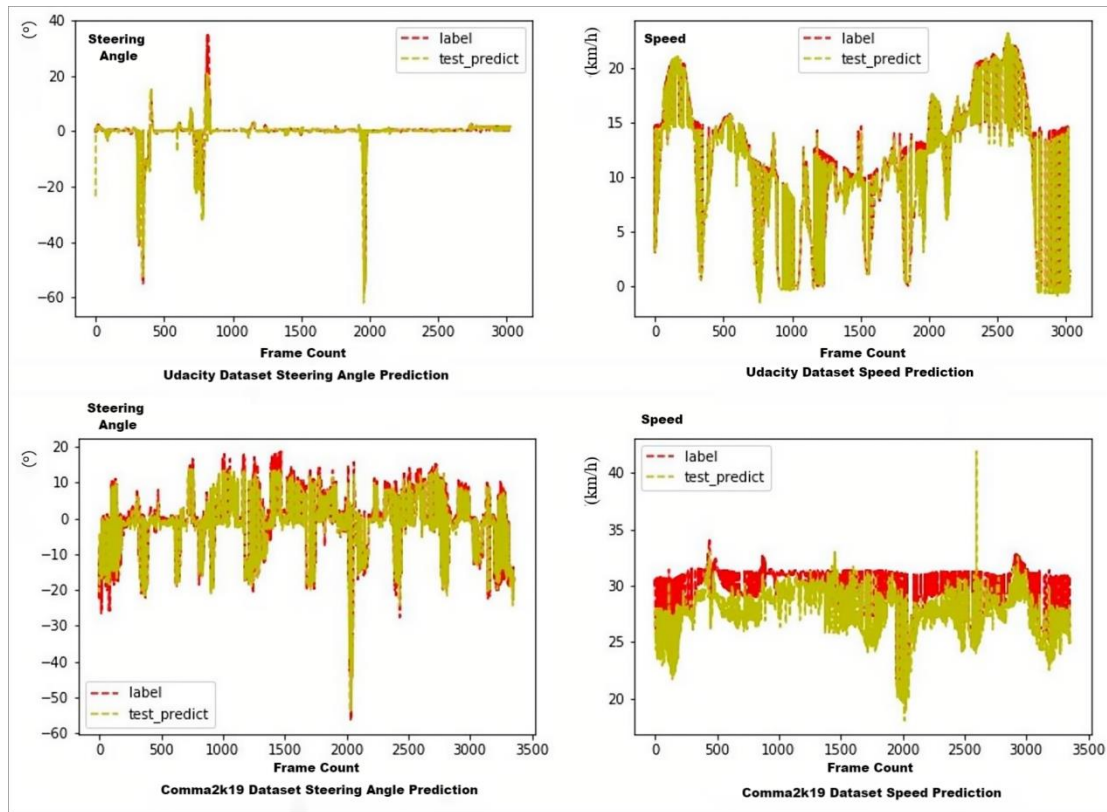 (º)
Steering
Angle
label
test_predict
40
20
0
−20
−40
−60
0 500 1000 1500 2000 2500 3000
Frame Count
Udacity Dataset Steering Angle Prediction
(km/h)
Speed
label
test_predict
20
15
10
5
0
0 500 1000 1500 2000 2500 3000
Frame Count
Udacity Dataset Speed Prediction
Steering
Angle
(º)
20
10
0
−10
−20
−30
−40
−50
−60
label
test_predict
0 500 1000 1500 2000 2500 3000 3500
Frame Count
Comma2k19 Dataset Steering Angle Prediction
Speed
(km/h)
label
test_predict
40
35
30
25
20
0 500 1000 1500 2000 2500 3000 3500
Frame Count
Comma2k19 Dataset Speed Prediction